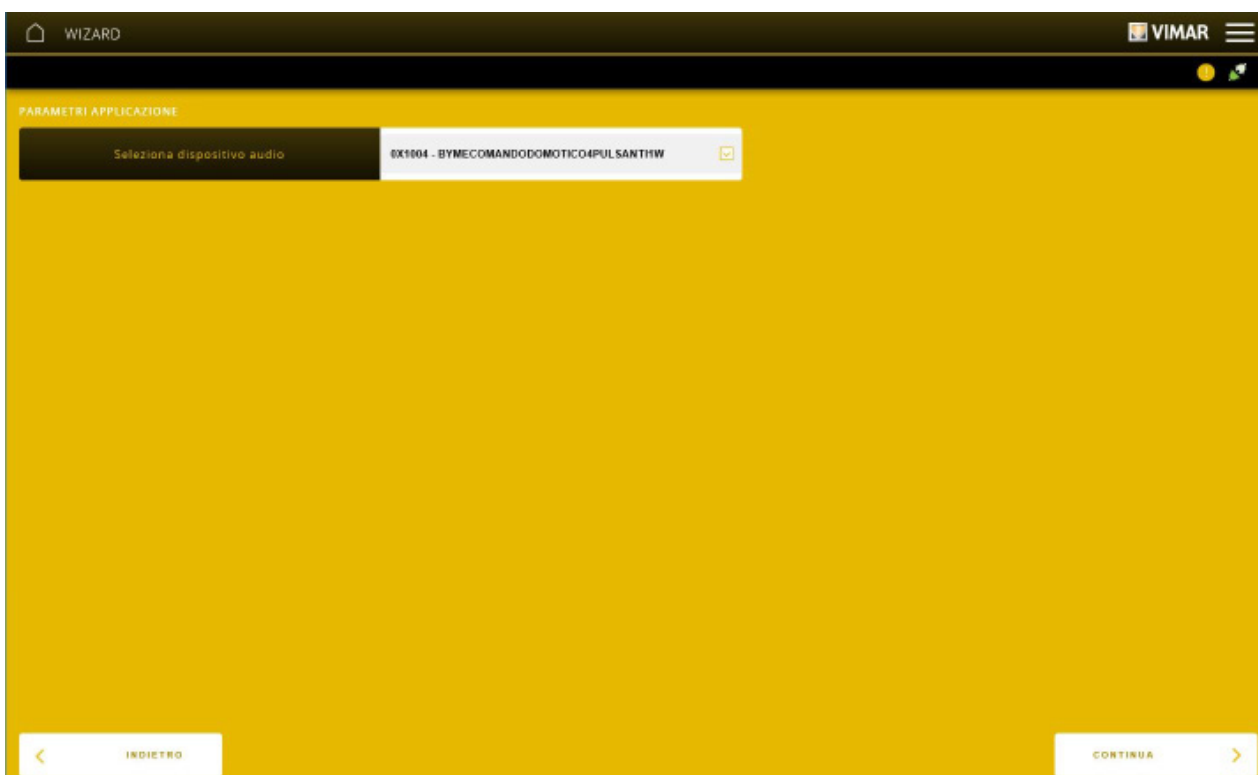 WIZARD
VIMAR
PARAMETRI APPLICAZIONE
Seleziona dispositivo audio
0X1004 - BYMECOMANDODOMOTICO4PULSANTI1W
INDIETRO
CONTINUA